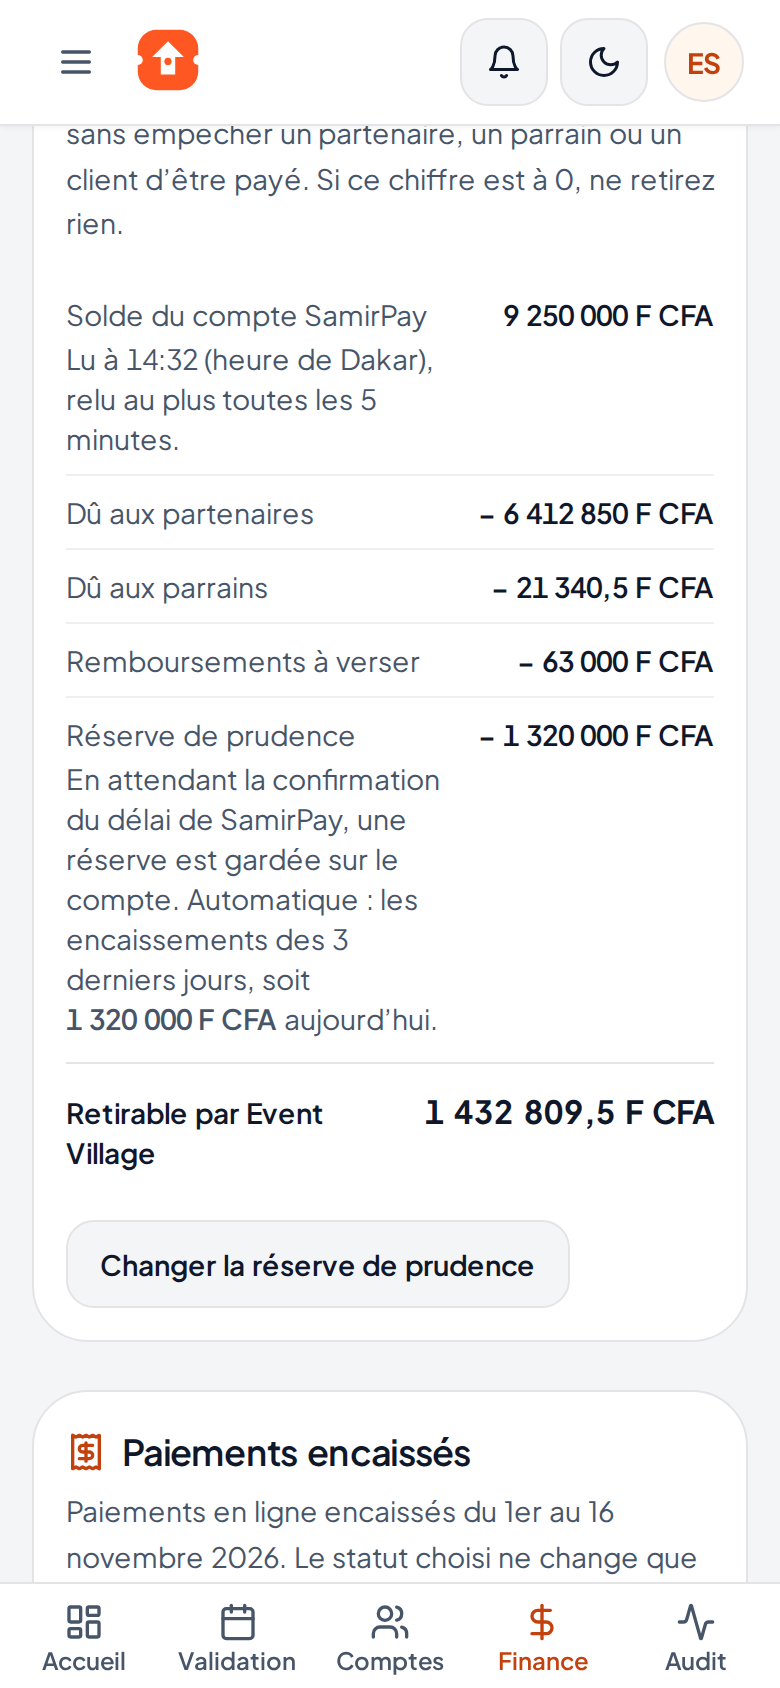 ES
sans empêcher un partenaire, un parrain ou un
client d’être payé. Si ce chiffre est à 0, ne retirez
rien.
Solde du compte SamirPay
9 250 000 F CFA
Lu à 14:32 (heure de Dakar),
relu au plus toutes les 5
minutes.
Dû aux partenaires
– 6 412 850 F CFA
Dû aux parrains
– 21 340,5 F CFA
Remboursements à verser
– 63 000 F CFA
Réserve de prudence
– 1 320 000 F CFA
En attendant la confirmation
du délai de SamirPay, une
réserve est gardée sur le
compte. Automatique : les
encaissements des 3
derniers jours, soit
1 320 000 F CFA aujourd’hui.
Retirable par Event
Village
1 432 809,5 F CFA
Changer la réserve de prudence
Paiements encaissés
Paiements en ligne encaissés du 1er au 16
novembre 2026. Le statut choisi ne change que
Accueil
Validation
Comptes
Finance
Audit